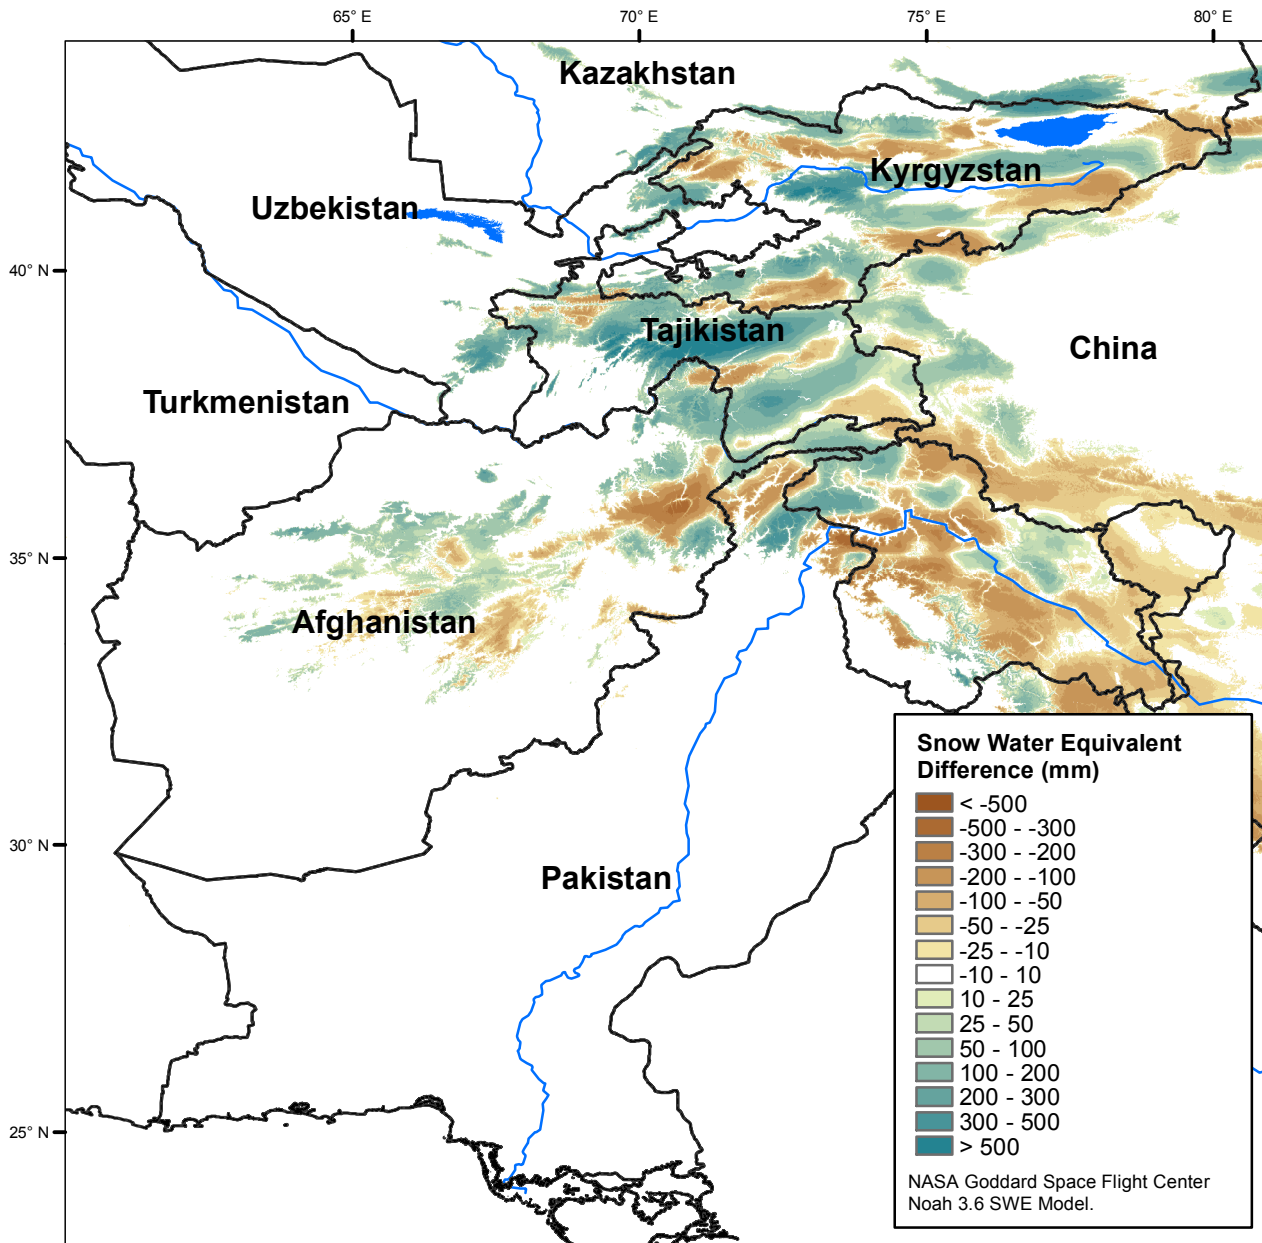 65° E
70° E
75° E
80° E
Kazakhstan
Kyrgyzstan
Uzbekistan
40° N
Tajikistan
China
Turkmenistan
35° N
Afghanistan
30° N
Pakistan
25° N
Snow Water Equivalent
Difference (mm)
< -500
-500 - -300
-300 - -200
-200 - -100
-100 - -50
-50 - -25
-25 - -10
-10 - 10
10 - 25
25 - 50
50 - 100
100 - 200
200 - 300
300 - 500
> 500
NASA Goddard Space Flight Center
Noah 3.6 SWE Model.